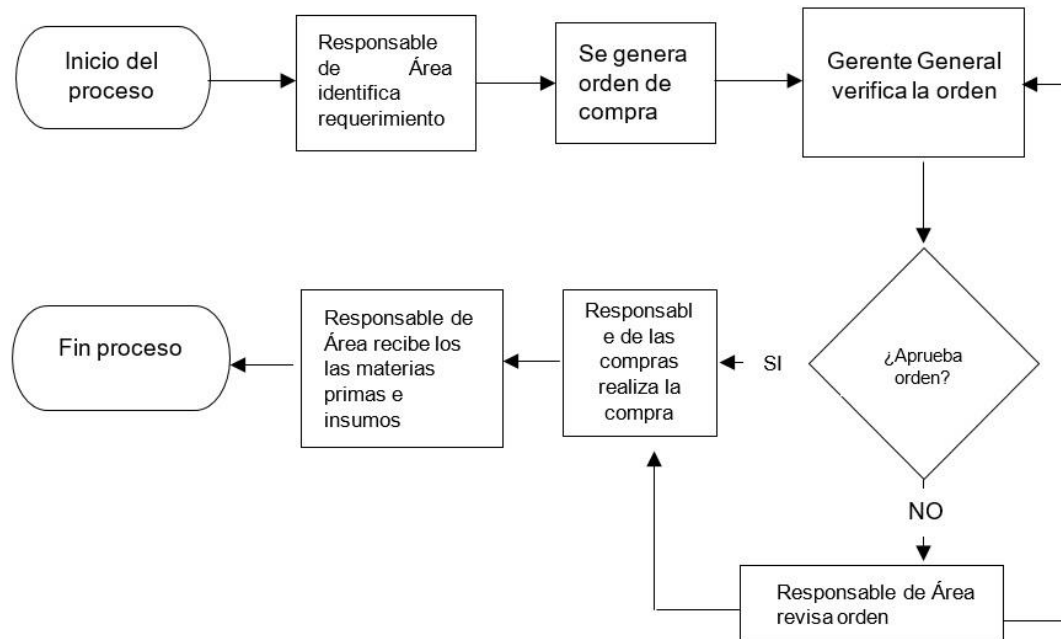 Inicio del
proceso
Responsable
de Área
identifica
requerimiento
Se genera
orden de
compra
Gerente General
verifica la orden
¿Aprueba
orden?
SI
NO
Responsabl
e de las
compras
realiza la
compra
Responsable de
Área recibe los
las materias
primas e
insumos
Fin proceso
Responsable de Área
revisa orden